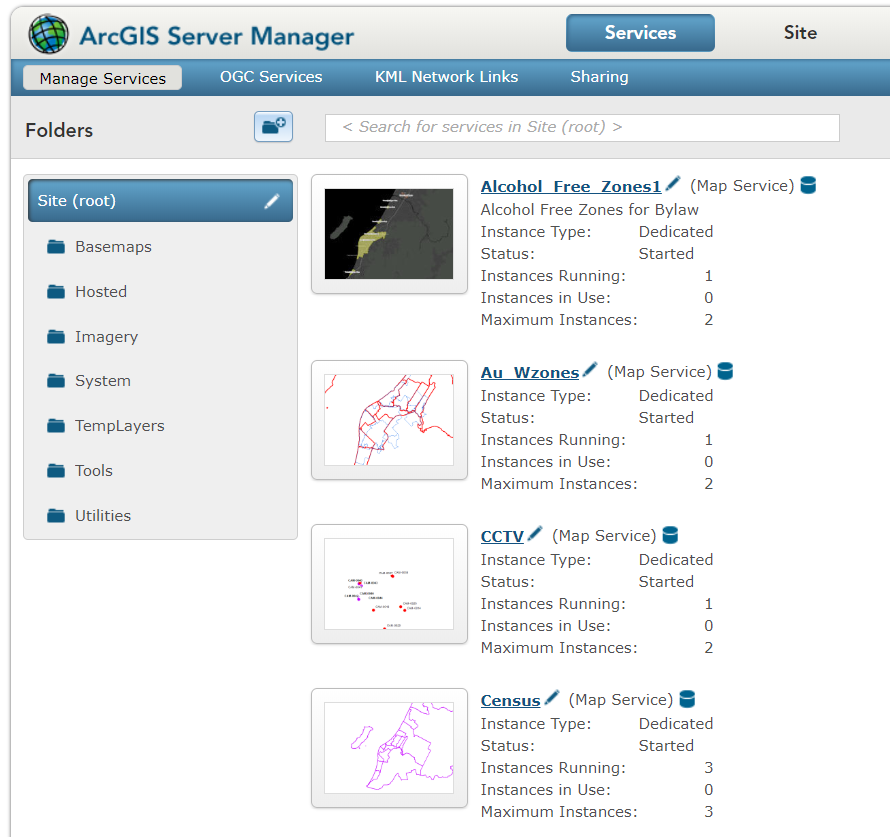 ArcGIS Server Manager
Services
Site
Manage Services
OGC Services
KML Network Links
Sharing
Folders
< Search for services in Site (root) >
Site (root)
Basemaps
Hosted
Imagery
System
TempLayers
Tools
Utilities
Alcohol_Free_Zones1 (Map Service)
Alcohol Free Zones for Bylaw
Instance Type: Dedicated
Status: Started
Instances Running: 1
Instances in Use: 0
Maximum Instances: 2
Au_Wzones (Map Service)
Instance Type: Dedicated
Status: Started
Instances Running: 1
Instances in Use: 0
Maximum Instances: 2
CCTV (Map Service)
Instance Type: Dedicated
Status: Started
Instances Running: 1
Instances in Use: 0
Maximum Instances: 2
Census (Map Service)
Instance Type: Dedicated
Status: Started
Instances Running: 3
Instances in Use: 0
Maximum Instances: 3